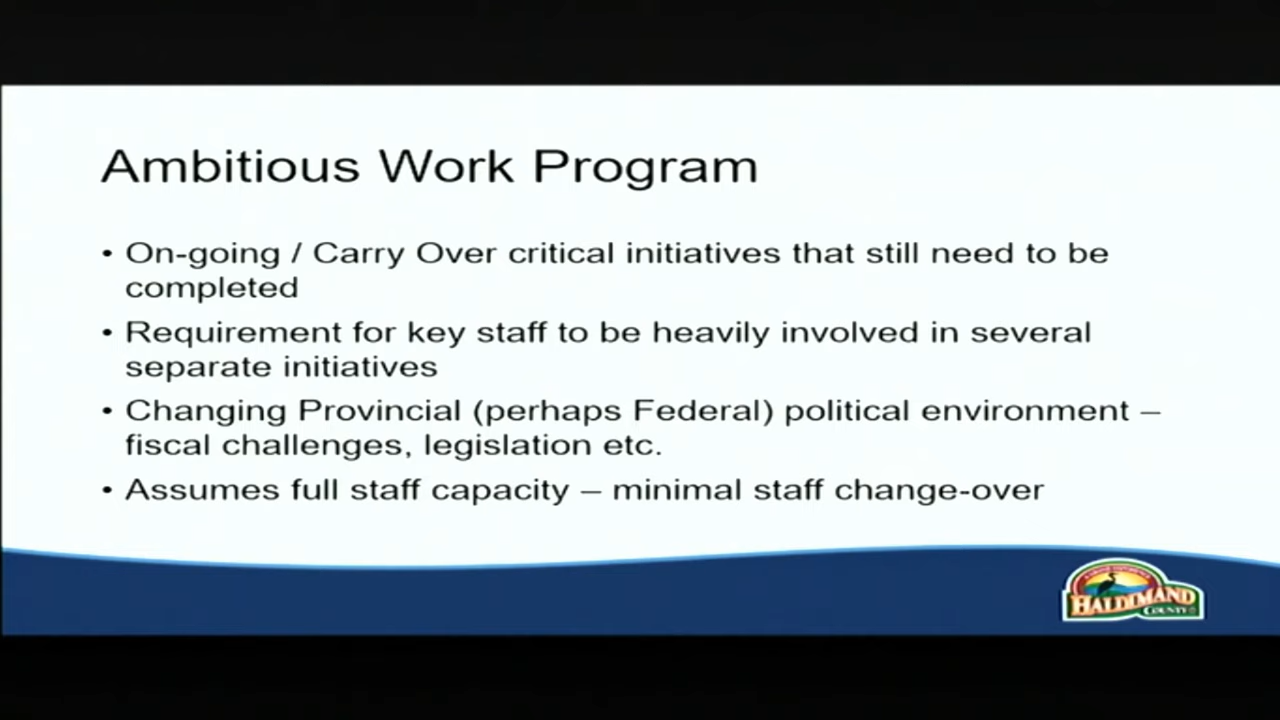 Ambitious Work Program
• On-going / Carry Over critical initiatives that still need to be
completed
• Requirement for key staff to be heavily involved in several
separate initiatives
• Changing Provincial (perhaps Federal) political environment –
fiscal challenges, legislation etc.
• Assumes full staff capacity – minimal staff change-over
HALDIMAND
COUNTY